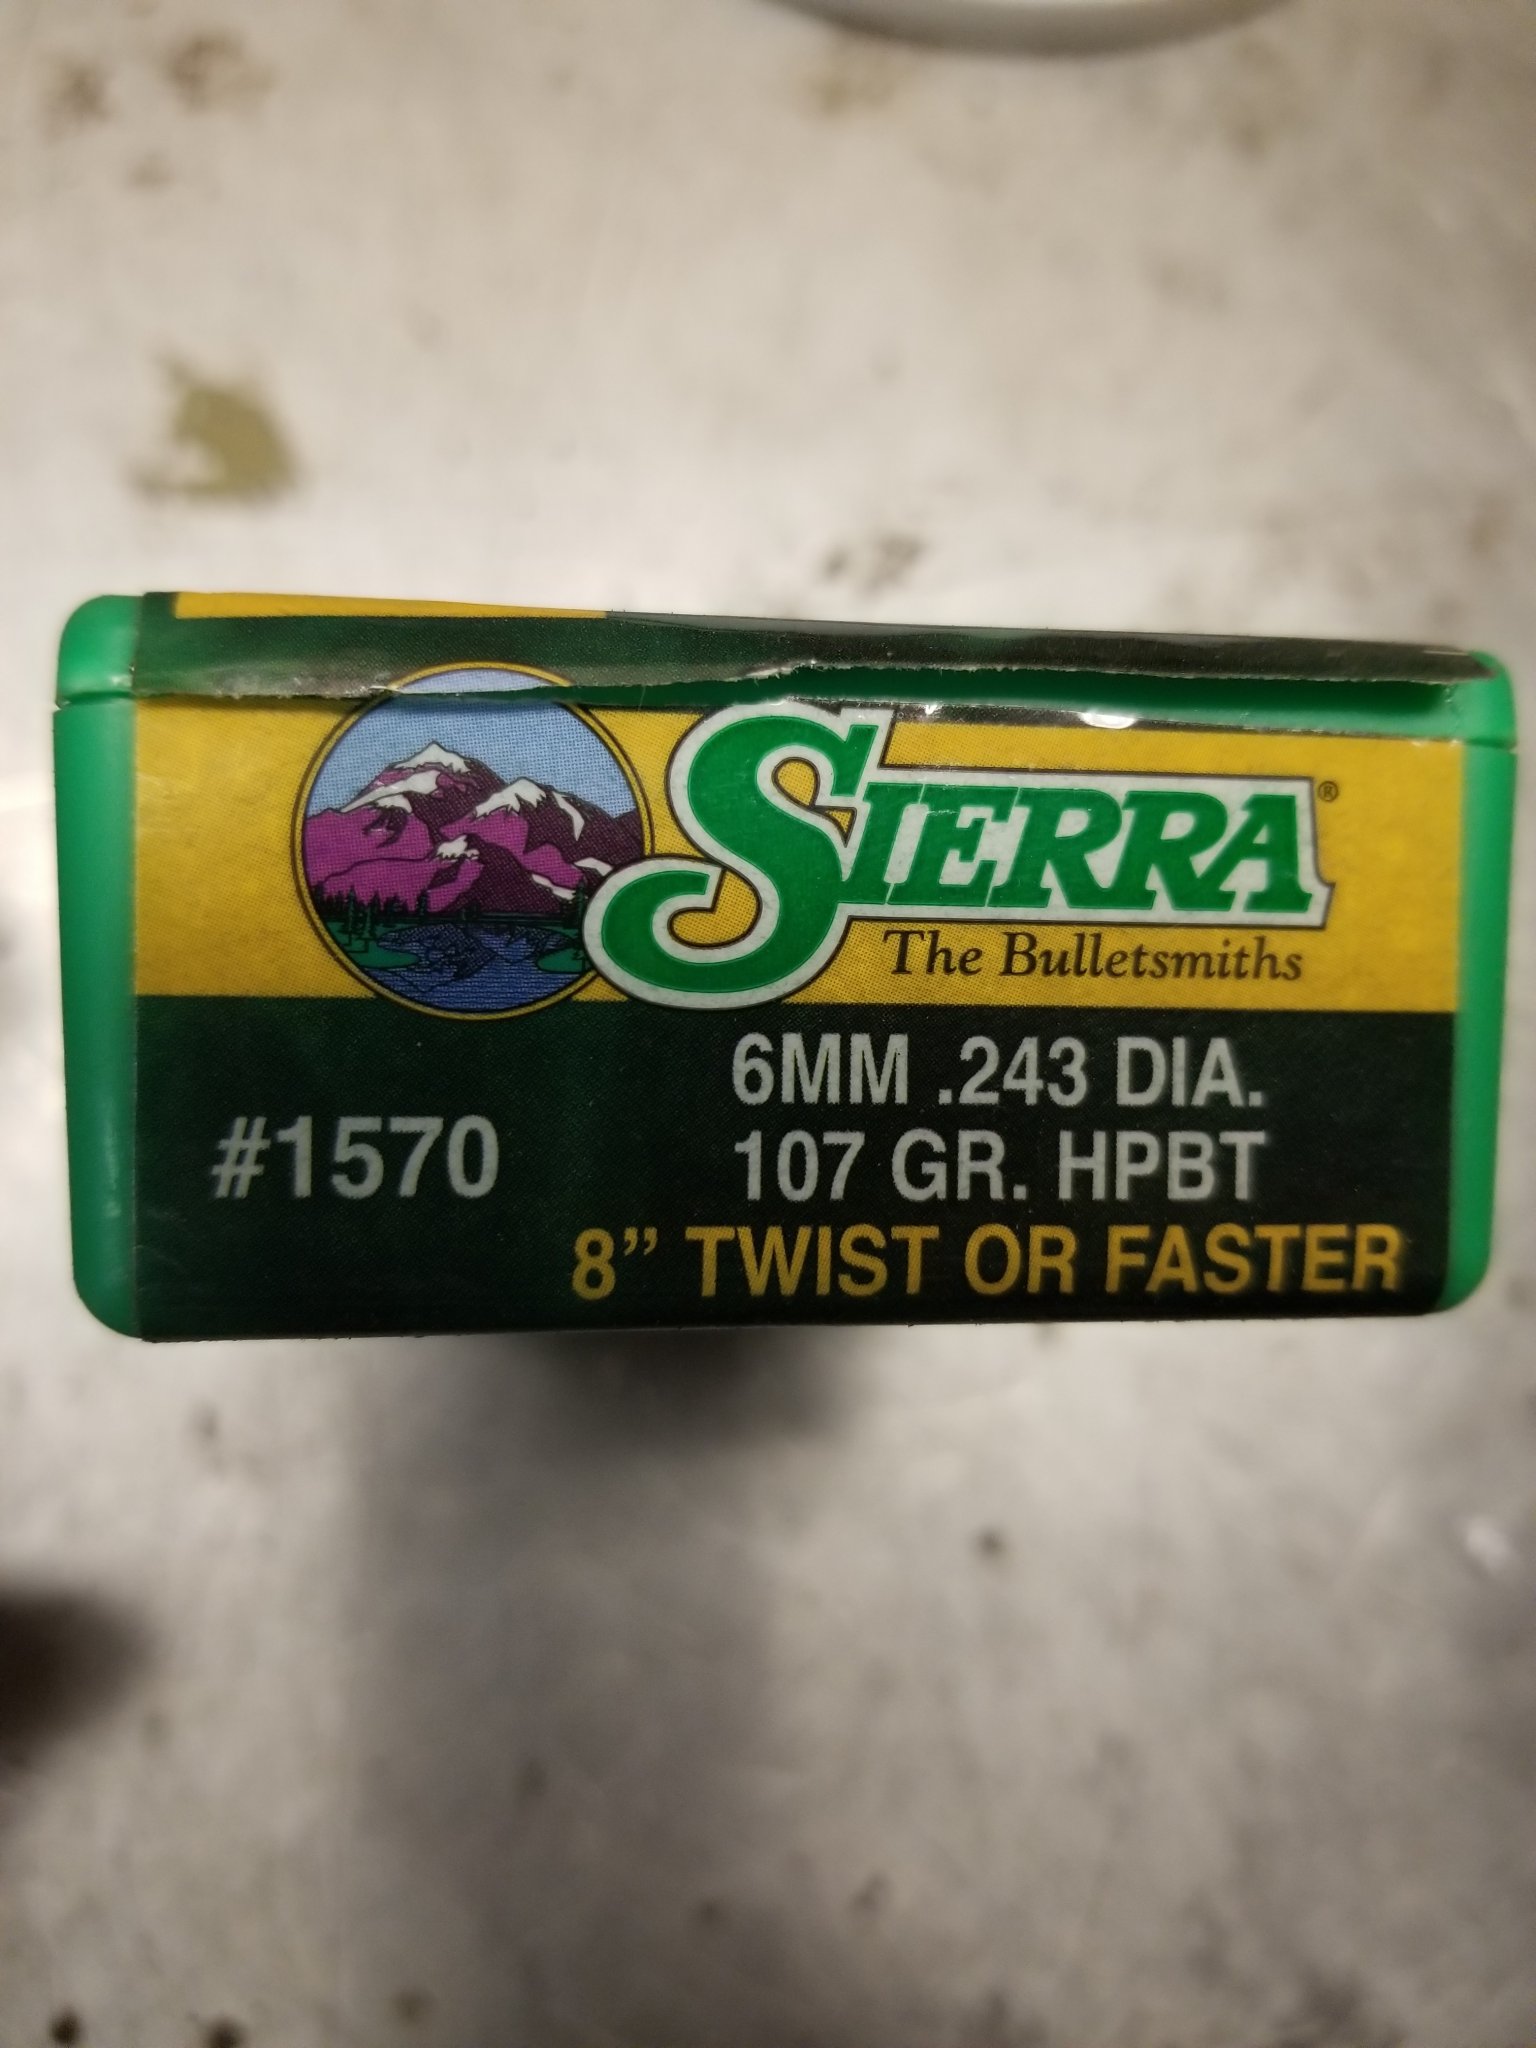 SIERRA®
The Bulletsmiths
#1570
6MM .243 DIA.
107 GR. HPBT
8” TWIST OR FASTER